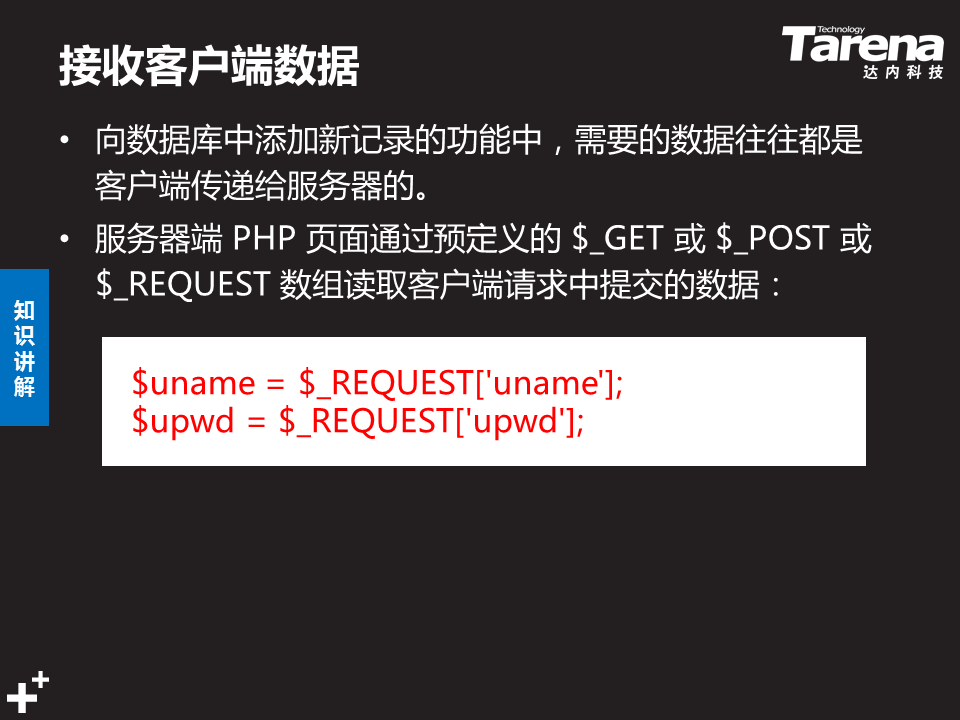 接收客户端数据
Technology
Tarena
达内科技
• 向数据库中添加新记录的功能中，需要的数据往往都是
客户端传递给服务器的。
• 服务器端 PHP 页面通过预定义的 $_GET 或 $_POST 或
$_REQUEST 数组读取客户端请求中提交的数据：
知
识
讲
解
$uname = $_REQUEST['uname'];
$upwd = $_REQUEST['upwd'];